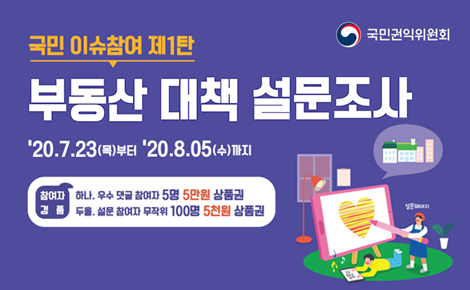 국민 이슈참여 제1탄
국민권익위원회
부동산 대책 설문조사
'20.7.23(목)부터 '20.8.05(수)까지
참여자 경품
하나. 우수 댓글 참여자 5명 5만원 상품권
두울. 설문 참여자 무작위 100명 5천원 상품권